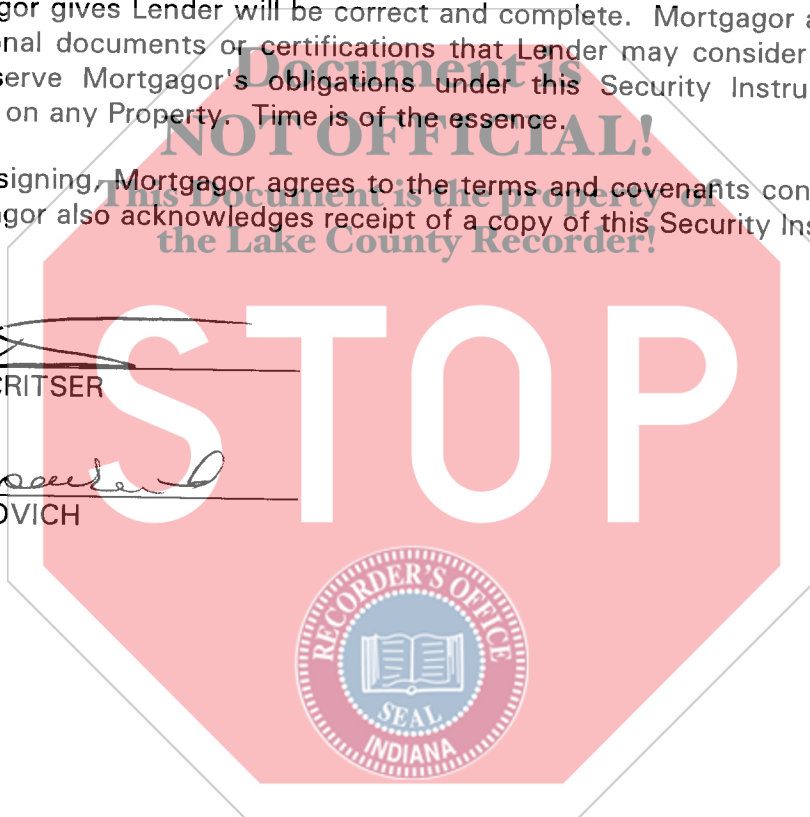 gor gives Lender will be correct and complete. Mortgagor a
nal documents or certifications that Lender may consider
serve Mortgagor's obligations under this Security Instru
on any Property. Time is of the essence.
signing, Mortgagor agrees to the terms and covenants con
gor also acknowledges receipt of a copy of this Security Ins
Document is
NOT OFFICIAL!
This Document is the property of
the Lake County Recorder!
CRITSER
OVICH
STOP
RECORDER'S OFFICE
SEAL
INDIANA